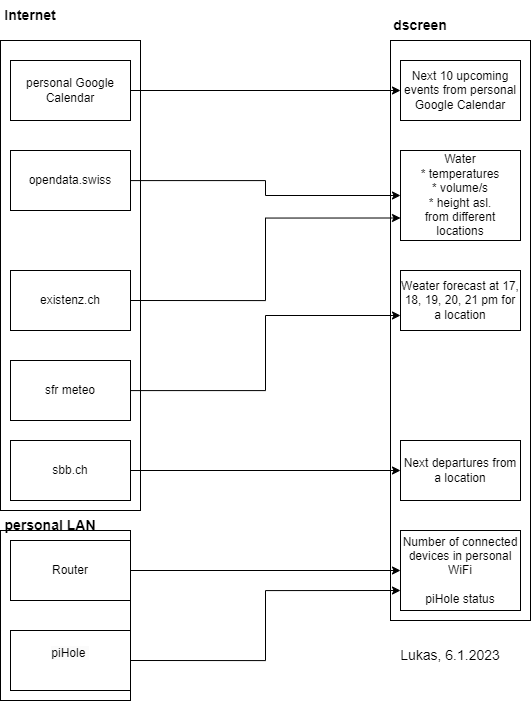 Internet
personal Google
Calendar
opendata.swiss
existenz.ch
sfr meteo
sbb.ch
personal LAN
Router
piHole
dscreen
Next 10 upcoming
events from personal
Google Calendar
Water
* temperatures
* volume/s
* height asl.
from different
locations
Weater forecast at 17,
18, 19, 20, 21 pm for
a location
Next departures from
a location
Number of connected
devices in personal
WiFi
piHole status
Lukas, 6.1.2023